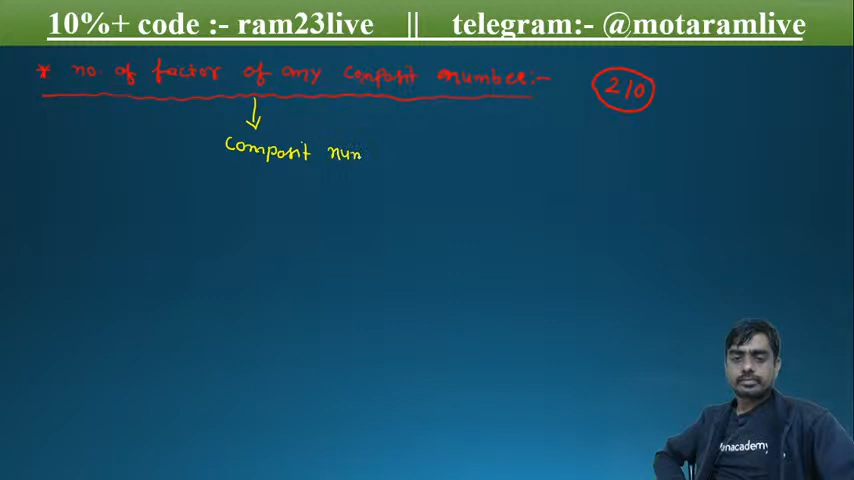 10%+ code :- ram23live || telegram:- @motaramlive
* no. of factor of any composit number:-
210
composit num
unacademy